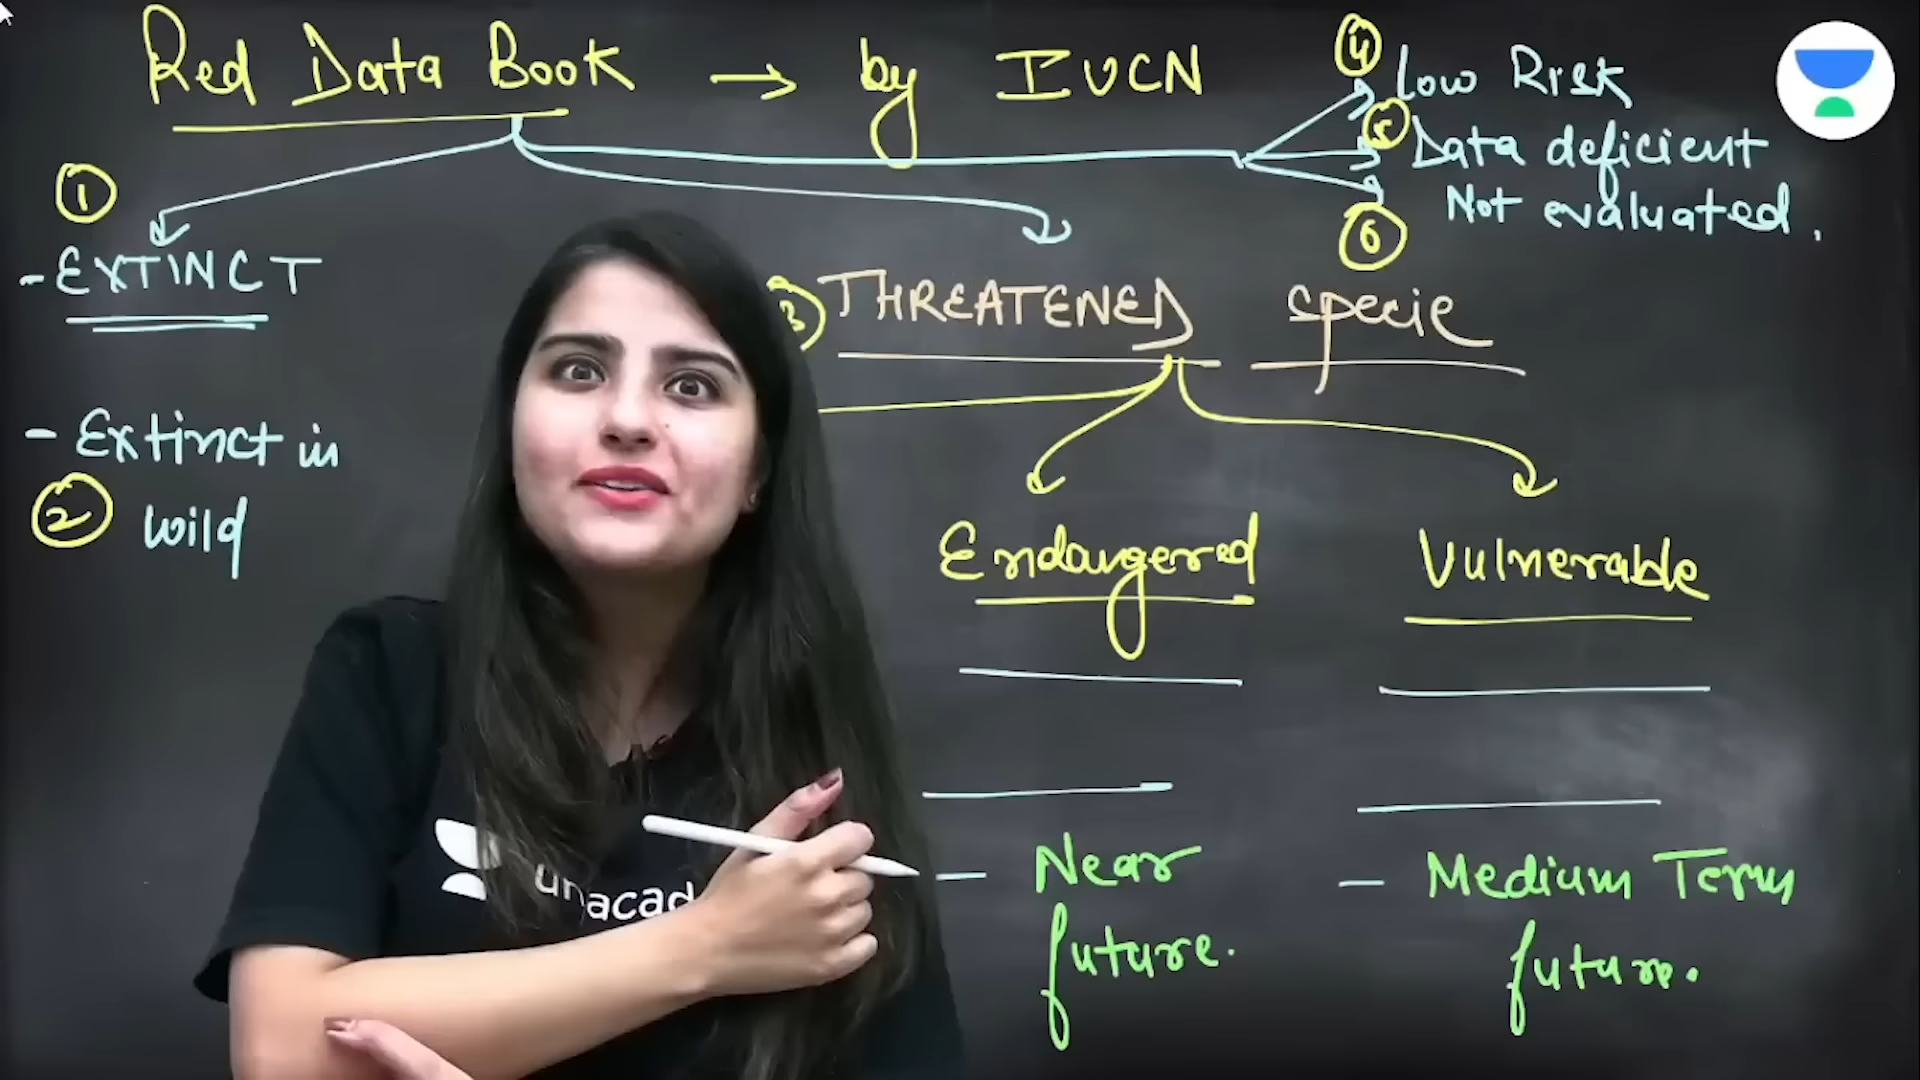 Red Data Book → by IUCN
④ Low Risk
⑤ Data deficient
Not evaluated.
⑥
①
- EXTINCT
③ THREATENED specie
- Extinct in
② wild
Endangered
Vulnerable
- Near
future.
- Medium Term
future.
unacad